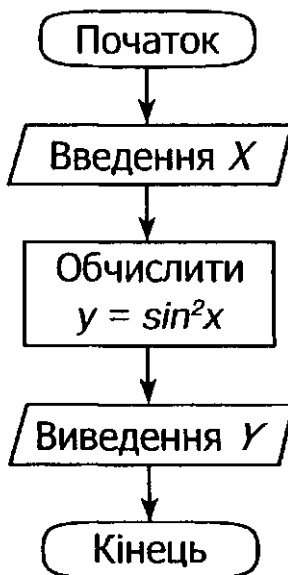 Початок
Введення X
Обчислити
y = sin²x
Виведення Y
Кінець